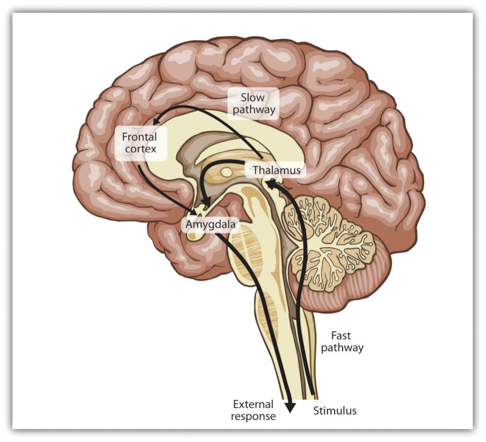 Slow
pathway
Frontal
cortex
Thalamus
Amygdala
Fast
pathway
External
response
Stimulus